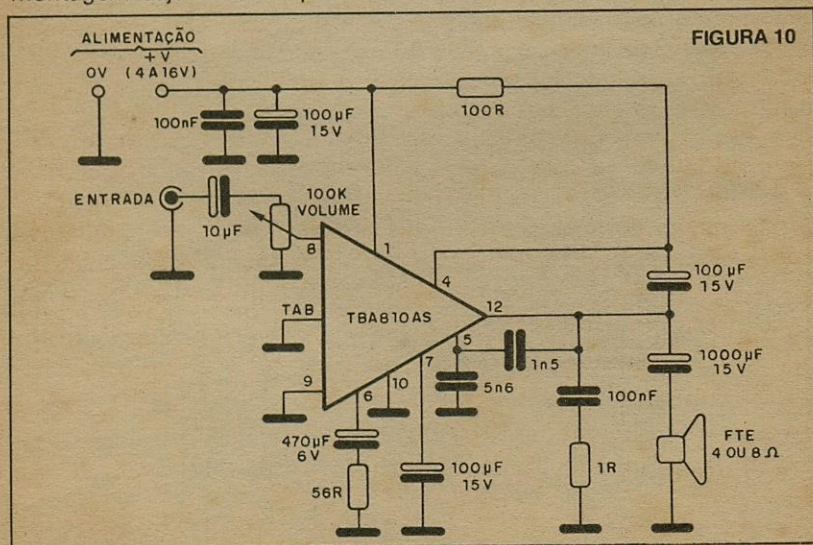 FIGURA 10
ALIMENTAÇÃO
+V
0V (4 A 16V)
100nF
100µF
15V
100R
ENTRADA
10µF
100K
VOLUME
8
1
4
100µF
15V
TAB
TBA810AS
12
5
1n5
1000µF
15V
9
6
10
7
5n6
100nF
470µF
6V
56R
100µF
15V
1R
FTE
4 OU 8 Ω